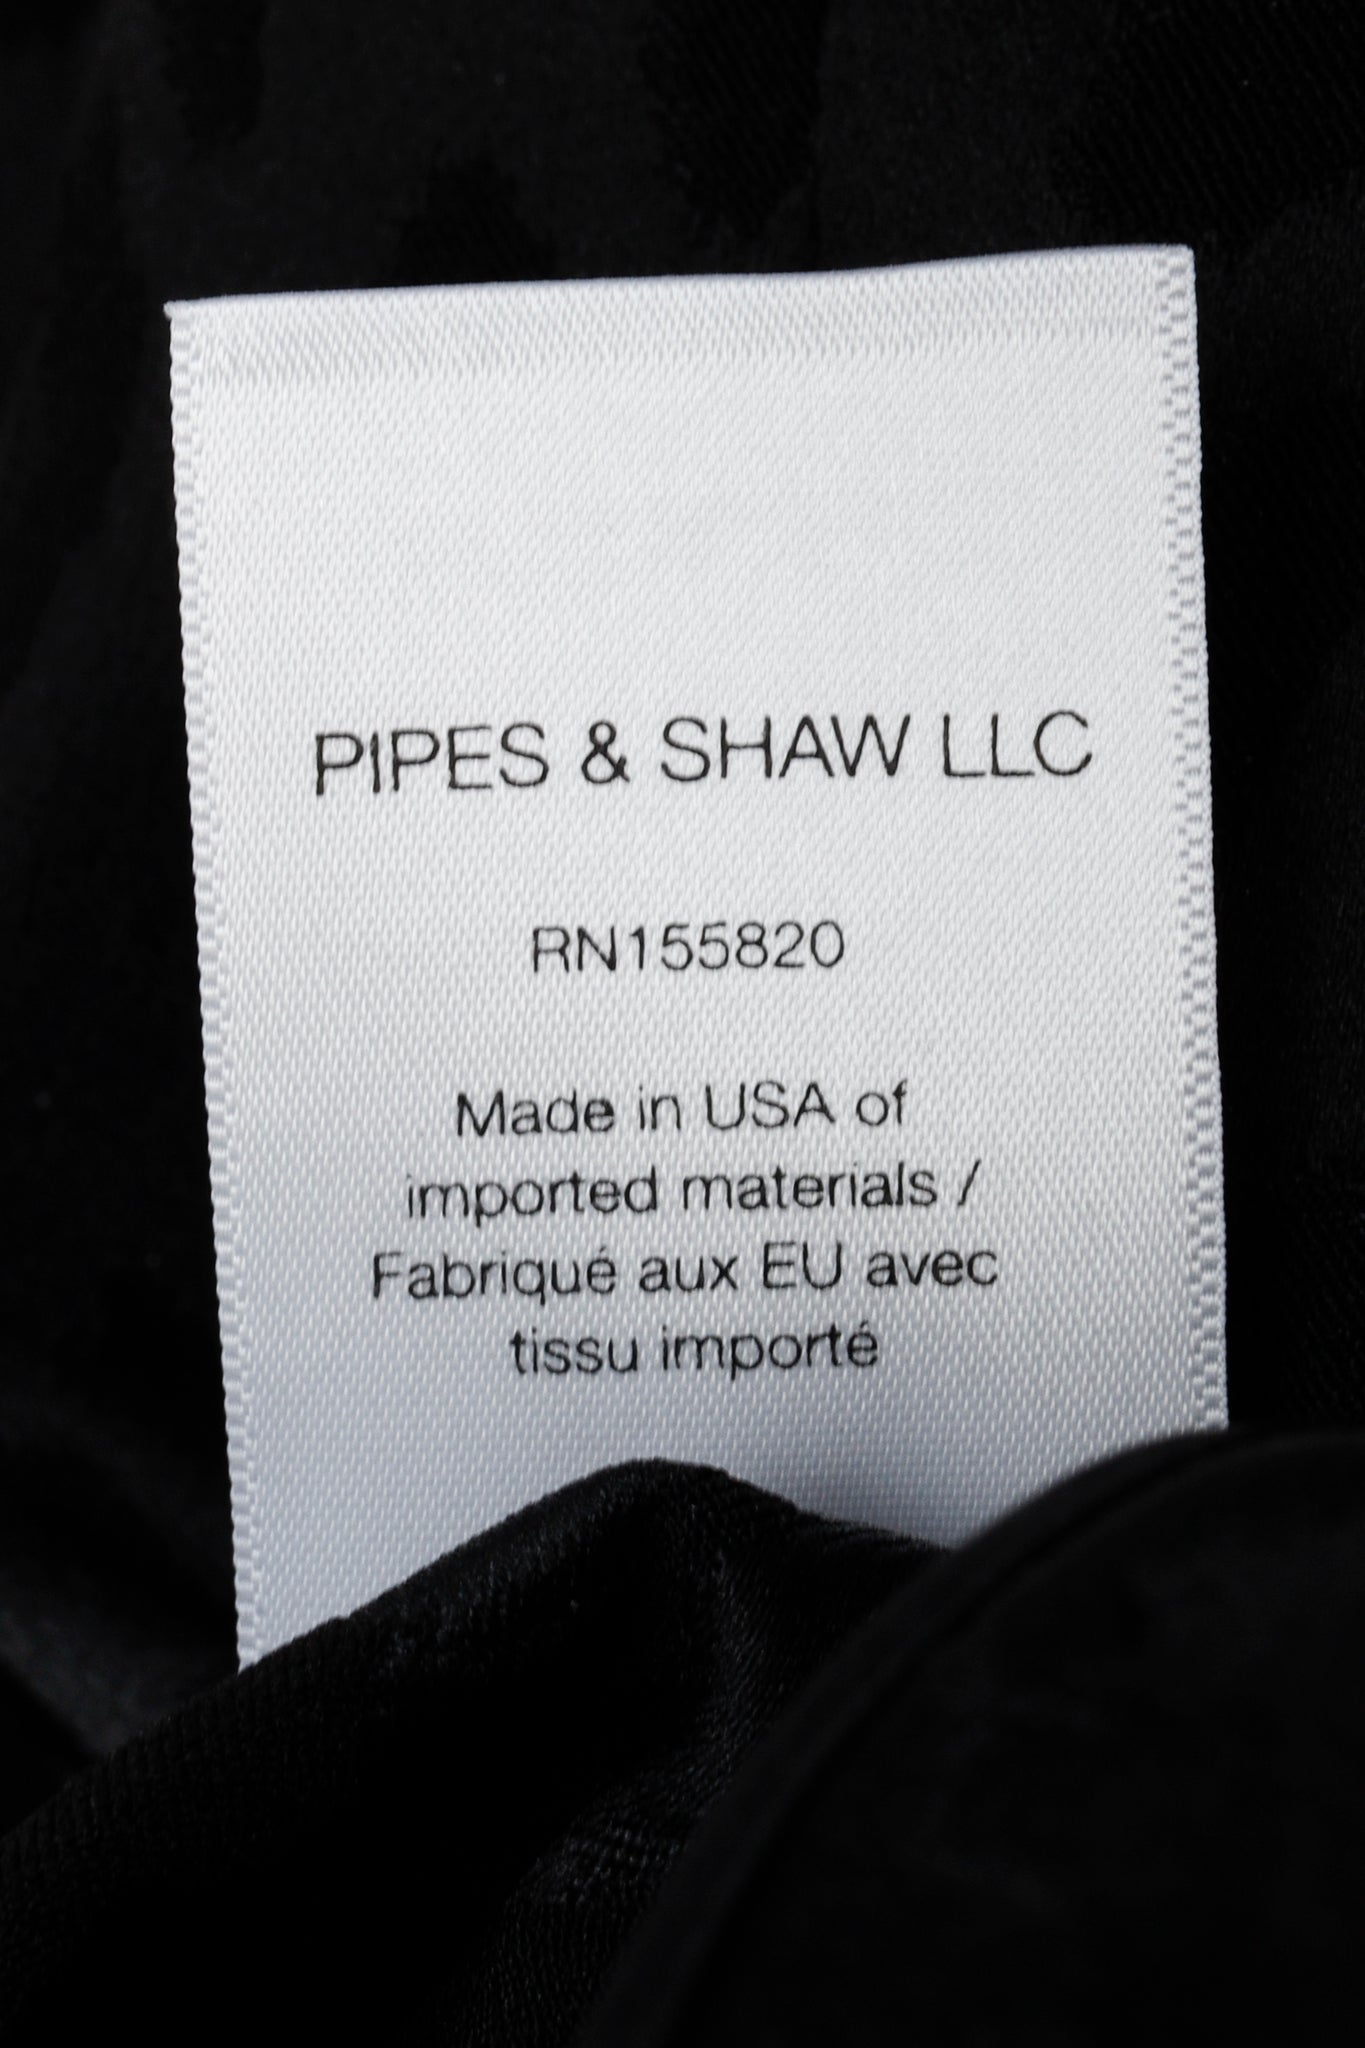 PIPES & SHAW LLC
RN155820
Made in USA of
imported materials /
Fabriqué aux EU avec
tissu importé